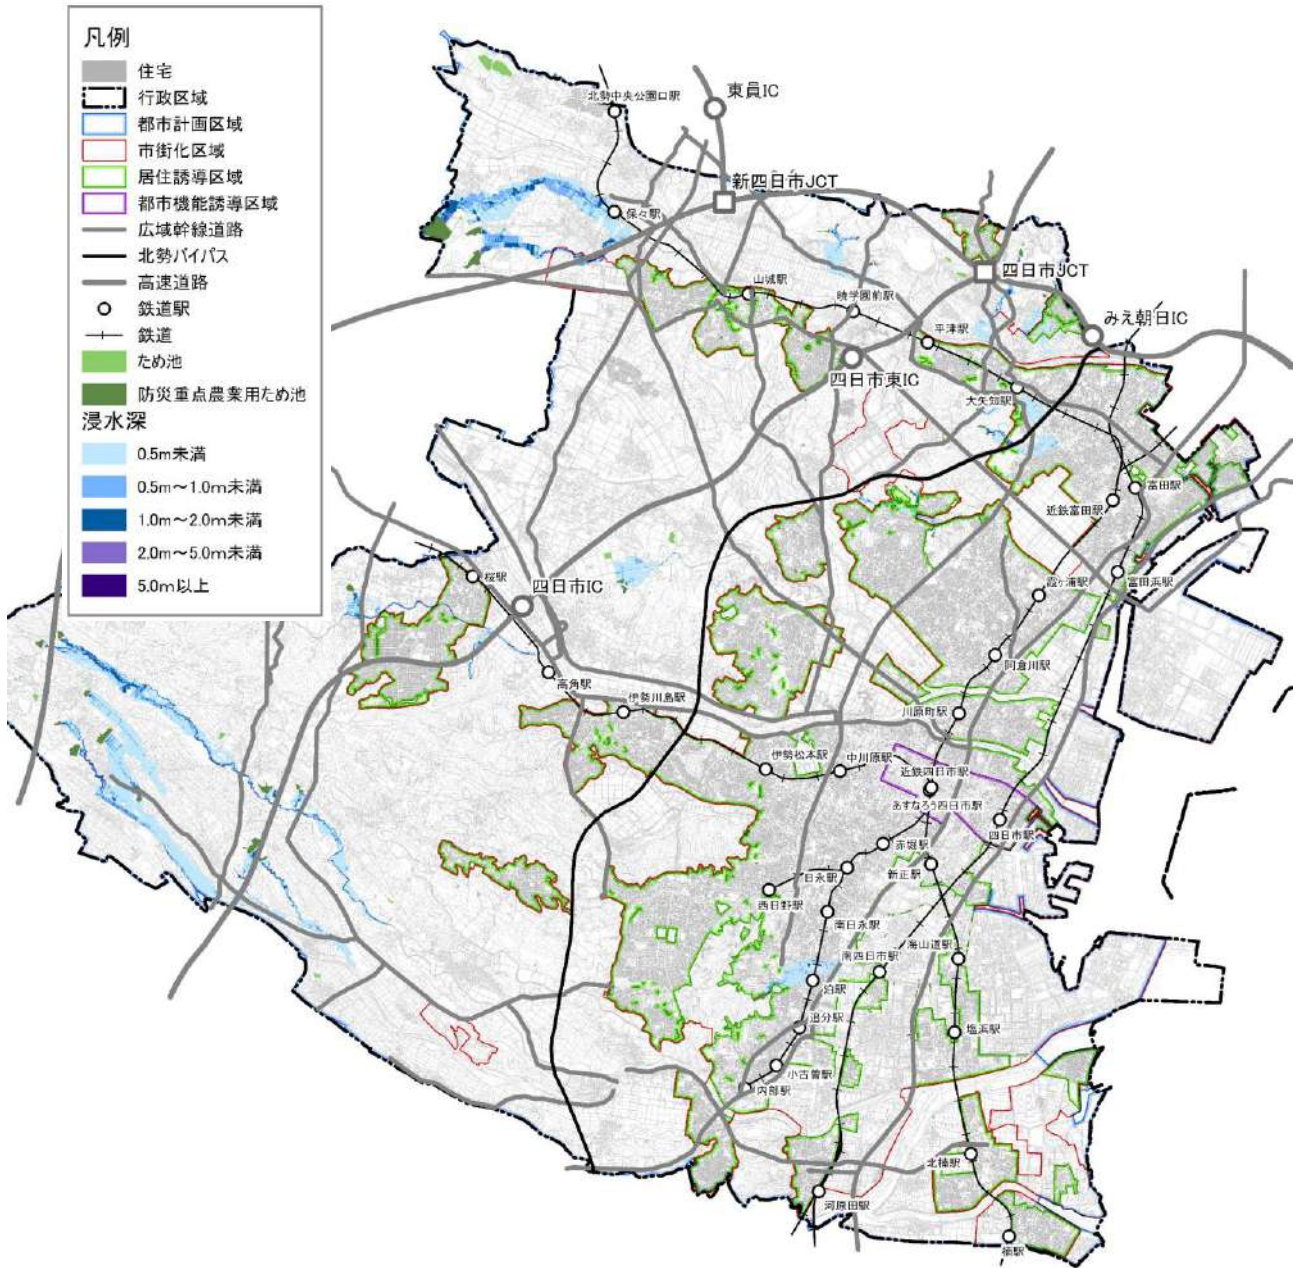 凡例
住宅
行政区域
都市計画区域
市街化区域
居住誘導区域
都市機能誘導区域
広域幹線道路
北勢バイパス
高速道路
鉄道駅
鉄道
ため池
防災重点農業用ため池
浸水深
0.5m未満
0.5m～1.0m未満
1.0m～2.0m未満
2.0m～5.0m未満
5.0m以上
北勢中央公園口駅
東員IC
新四日市JCT
保々駅
四日市JCT
山城駅
暁学園前駅
みえ朝日IC
平津駅
四日市東IC
大矢知駅
富田駅
近鉄富田駅
桜駅
四日市IC
富田浜駅
霞ヶ浦駅
阿倉川駅
高角駅
伊勢川島駅
川原町駅
伊勢松本駅
中川原駅
近鉄四日市駅
あすなろう四日市駅
四日市駅
赤堀駅
日永駅
新正駅
西日野駅
南日永駅
海山道駅
南四日市駅
泊駅
追分駅
塩浜駅
小古曽駅
内部駅
北楠駅
河原田駅
楠駅